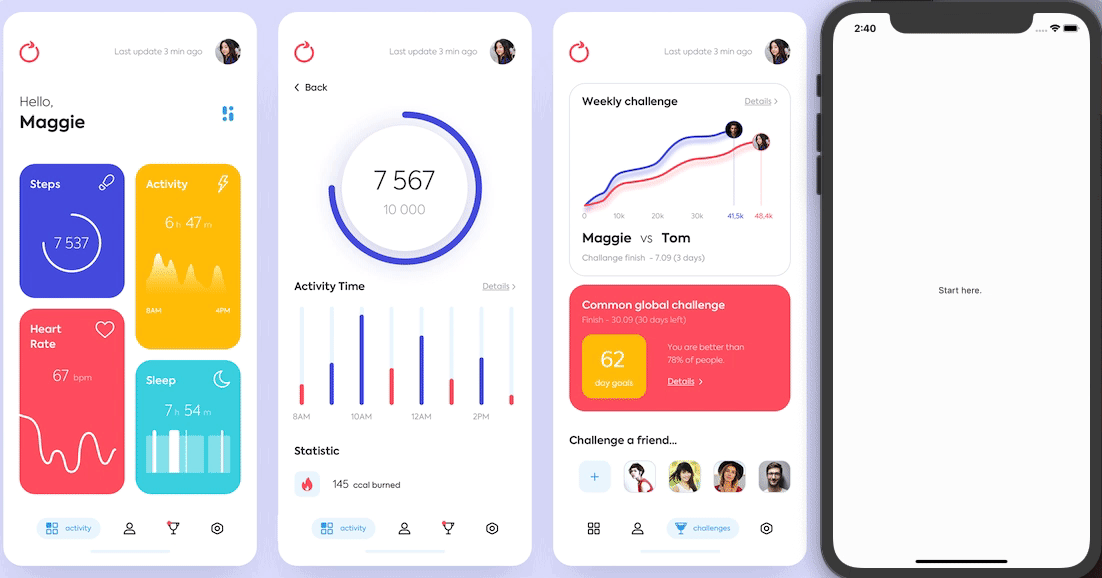 Last update 3 min ago
Hello,
Maggie
Steps
7 537
Activity
6 h 47 m
8AM 4PM
Heart
Rate
67 bpm
Sleep
7 h 54 m
activity
Last update 3 min ago
Back
7 567
10 000
Activity Time
Details
8AM 10AM 12AM 2PM
Statistic
145 ccal burned
activity
Last update 3 min ago
Weekly challenge
Details
0 10k 20k 30k 41,5k 48,4k
Maggie vs Tom
Challange finish - 7.09 (3 days)
Common global challenge
Finish - 30.09 (30 days left)
62
day goals
You are better than
78% of people.
Details
Challenge a friend...
challenges
2:40
Start here.